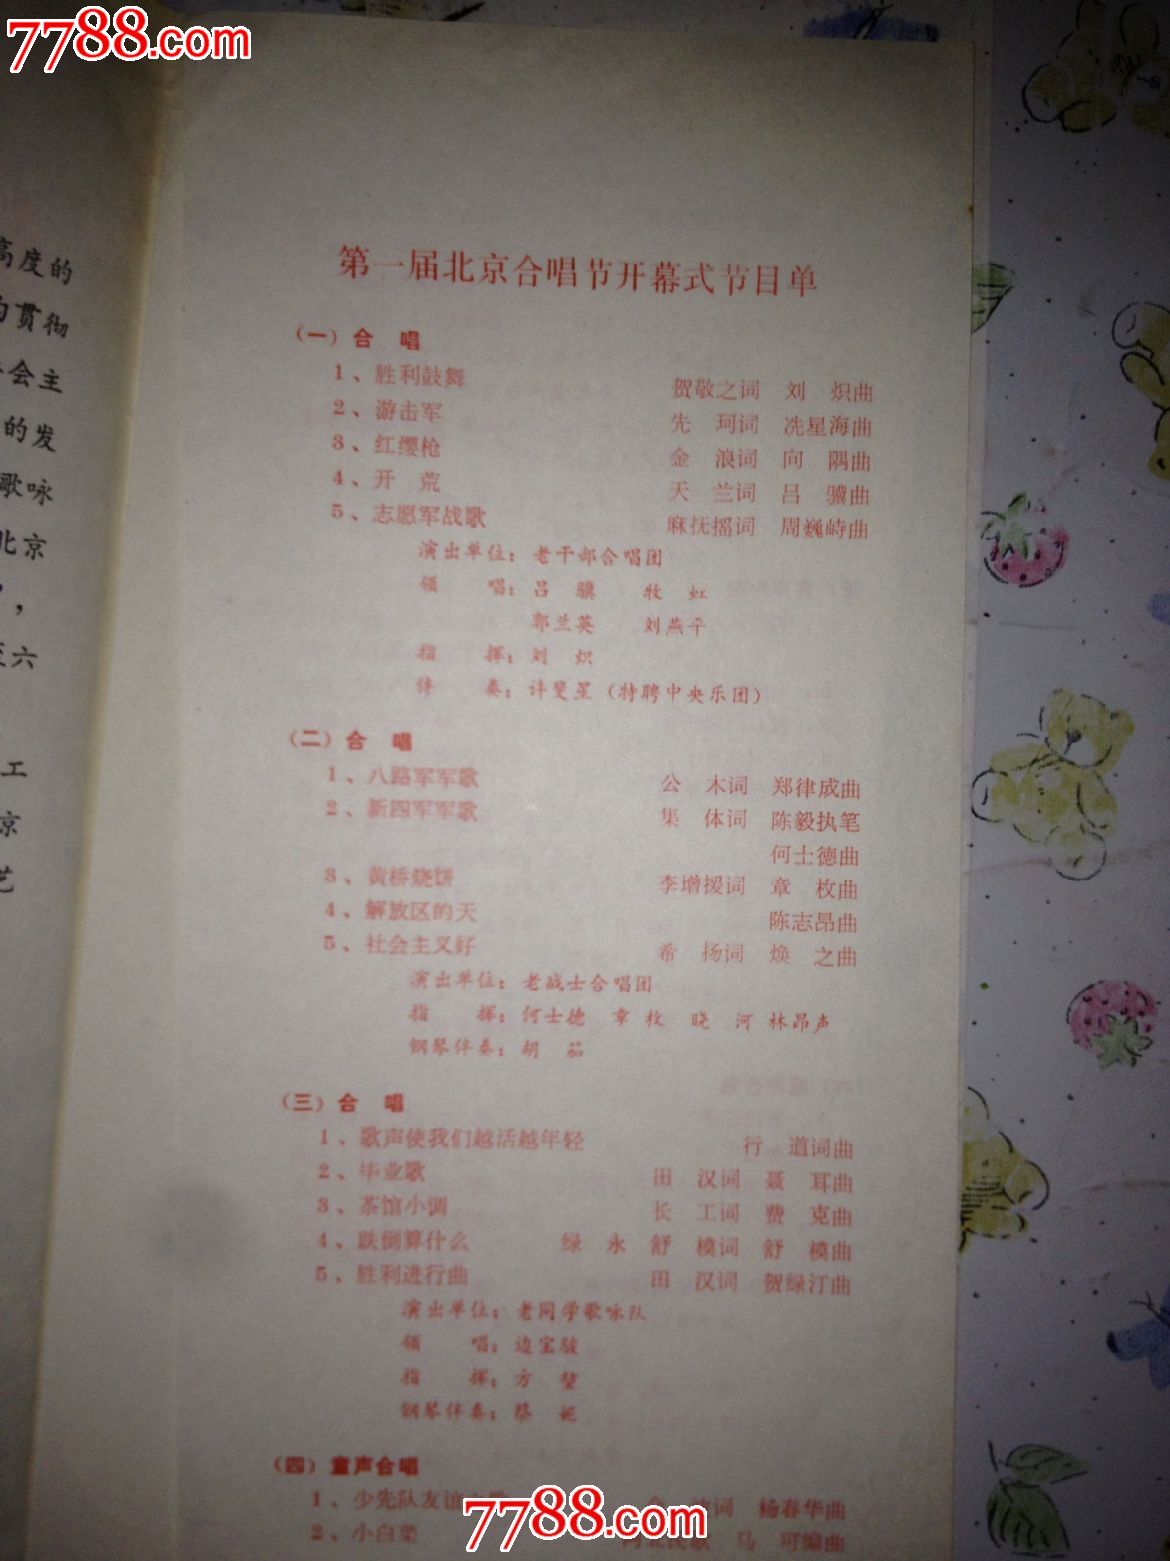 7788.com
高度的
贯彻
会主
的发
歌咏
北京
，
六
工
京
艺
第一届北京合唱节开幕式节目单
（一）合 唱
1、胜利鼓舞 贺敬之词 刘 炽曲
2、游击军 先 珂词 冼星海曲
3、红缨枪 金 浪词 向 隅曲
4、开 荒 天 兰词 吕 骥曲
5、志愿军战歌 麻抚摇词 周巍峙曲
演出单位：老干部合唱团
领 唱：吕 骥 牧 虹
郭兰英 刘燕平
指 挥：刘 炽
伴 奏：许斐星（特聘中央乐团）
（二）合 唱
1、八路军军歌 公 木词 郑律成曲
2、新四军军歌 集 体词 陈毅执笔
何士德曲
3、黄桥烧饼 李增援词 章 枚曲
4、解放区的天 陈志昂曲
5、社会主义好 希 扬词 焕 之曲
演出单位：老战士合唱团
指 挥：何士德 章 枚 晓 河 林昂声
钢琴伴奏：胡 茄
（三）合 唱
1、歌声使我们越活越年轻 行 道词曲
2、毕业歌 田 汉词 聂 耳曲
3、茶馆小调 长 工词 费 克曲
4、跌倒算什么 绿 永 舒 模词 舒 模曲
5、胜利进行曲 田 汉词 贺绿汀曲
演出单位：老同学歌咏队
领 唱：边宝骏
指 挥：方 堃
钢琴伴奏：蔡 妮
（四）童声合唱
1、少先队友谊 词 杨春华曲
2、小白菜 河北民歌 马 可编曲
7788.com